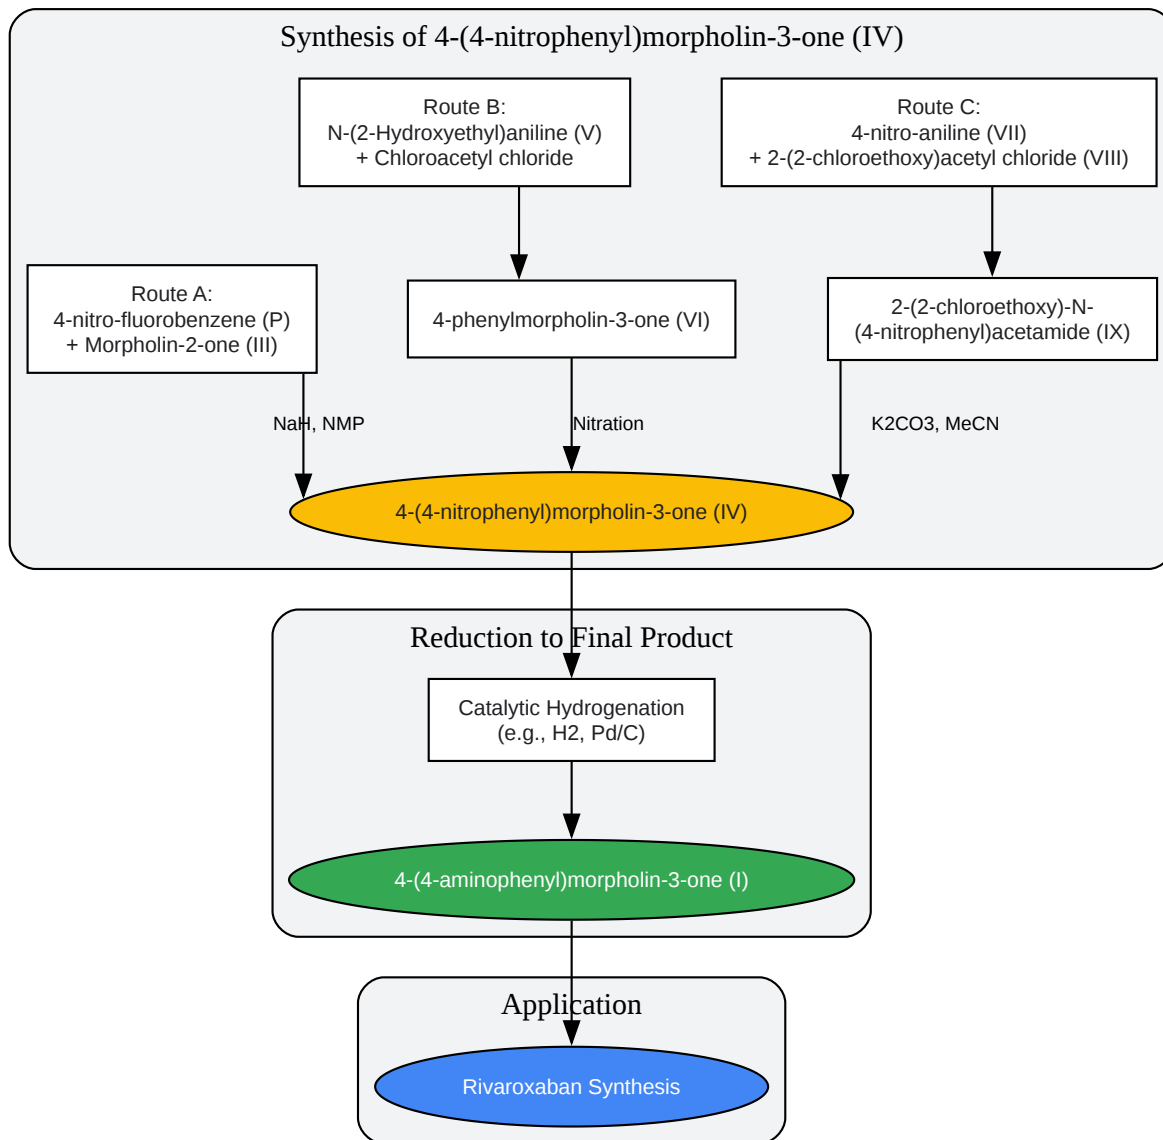 Synthesis of 4-(4-nitrophenyl)morpholin-3-one (IV)
Route B:
N-(2-Hydroxyethyl)aniline (V)
+ Chloroacetyl chloride
Route C:
4-nitro-aniline (VII)
+ 2-(2-chloroethoxy)acetyl chloride (VIII)
Route A:
4-nitro-fluorobenzene (P)
+ Morpholin-2-one (III)
4-phenylmorpholin-3-one (VI)
2-(2-chloroethoxy)-N-
(4-nitrophenyl)acetamide (IX)
NaH, NMP
Nitration
K2CO3, MeCN
4-(4-nitrophenyl)morpholin-3-one (IV)
Reduction to Final Product
Catalytic Hydrogenation
(e.g., H2, Pd/C)
4-(4-aminophenyl)morpholin-3-one (I)
Application
Rivaroxaban Synthesis